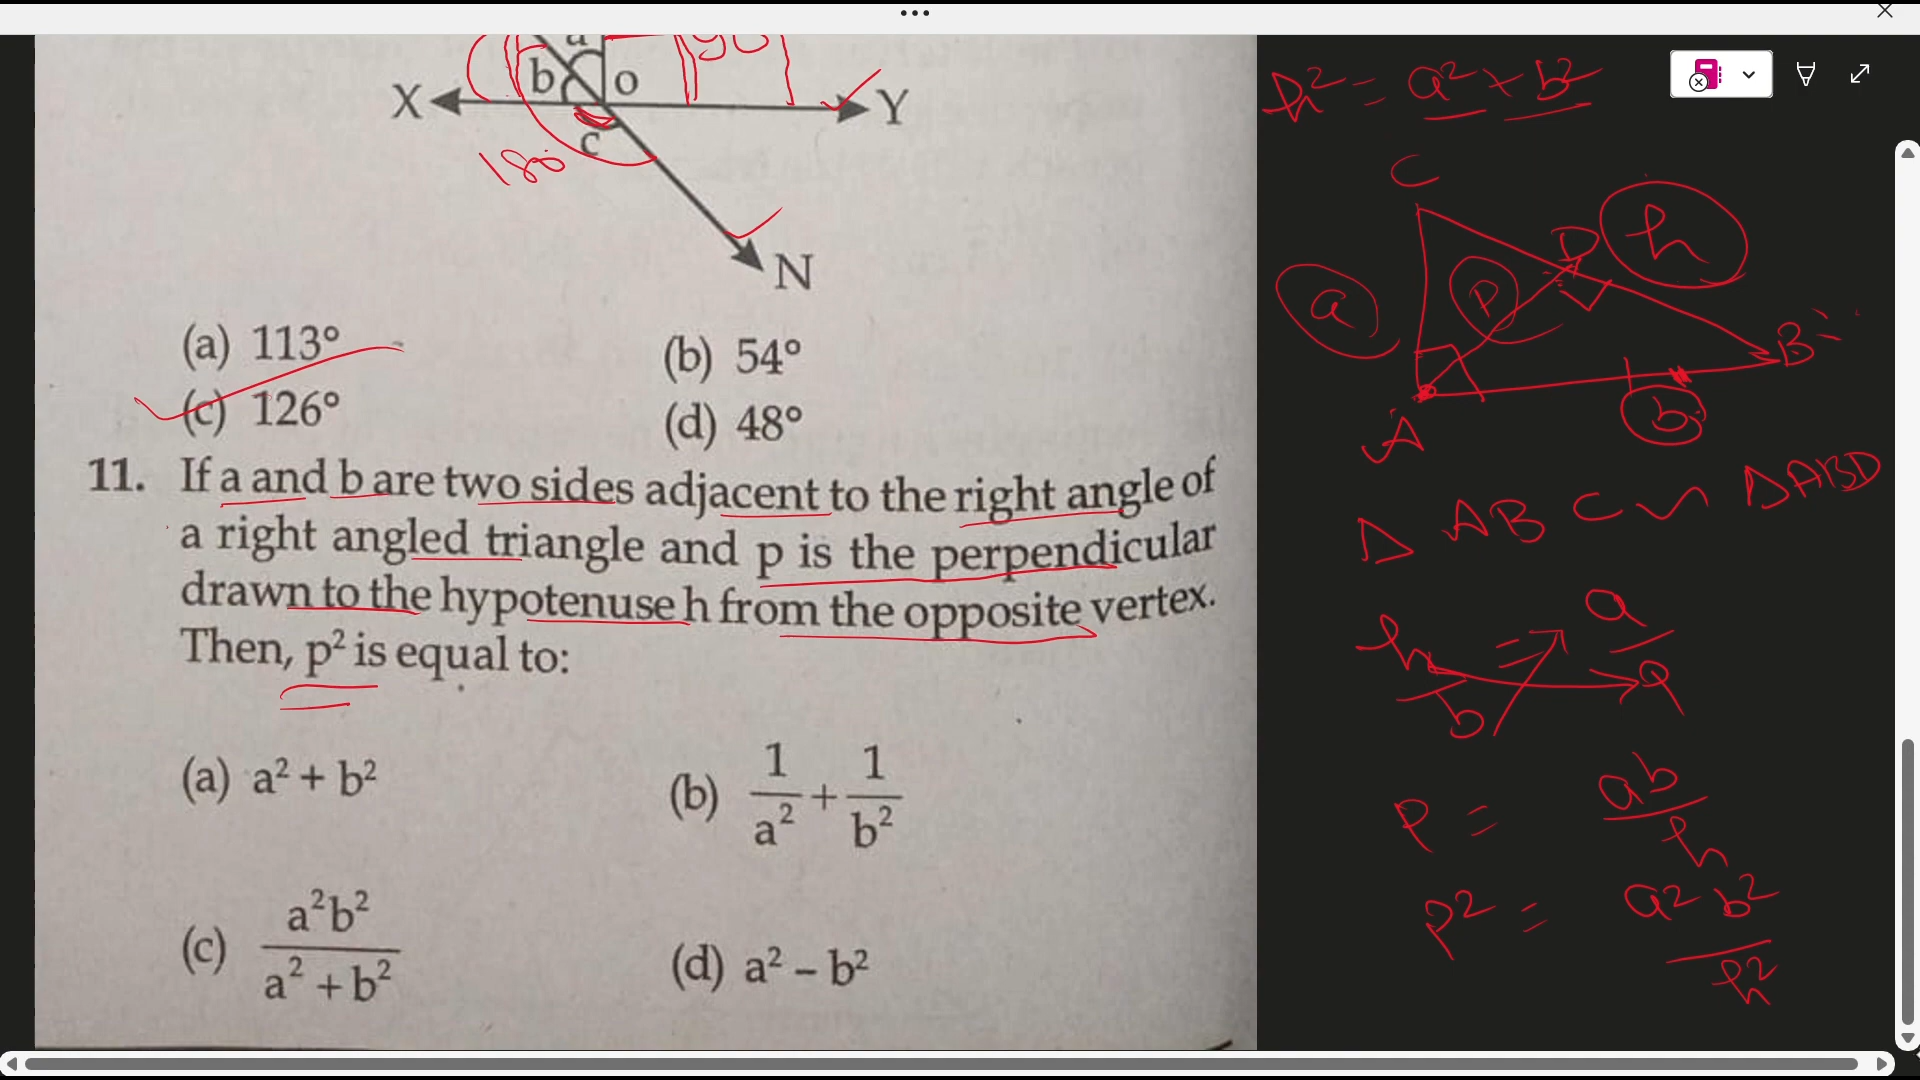 a
90
b
o
X
Y
c
180
N
(a) 113° (b) 54°
(c) 126° (d) 48°
11. If a and b are two sides adjacent to the right angle of
a right angled triangle and p is the perpendicular
drawn to the hypotenuse h from the opposite vertex.
Then, p² is equal to:
(a) a² + b² (b) 1/a² + 1/b²
(c) a²b²/a² + b² (d) a² – b²
h² = a² + b²
C
D
h
a
P
B
b
A
Δ ABC ~ ΔABD
h/b = a/p
P = ab/h
P² = a²b²/h²